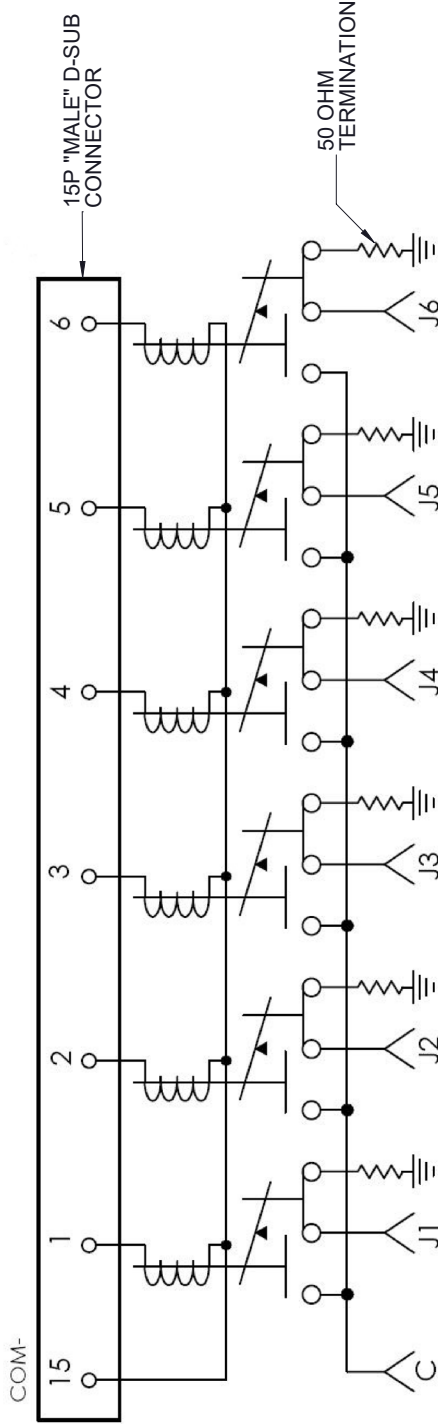 COM-
15 1 2 3 4 5 6
15P "MALE" D-SUB
CONNECTOR
50 OHM
TERMINATION
C J1 J2 J3 J4 J5 J6